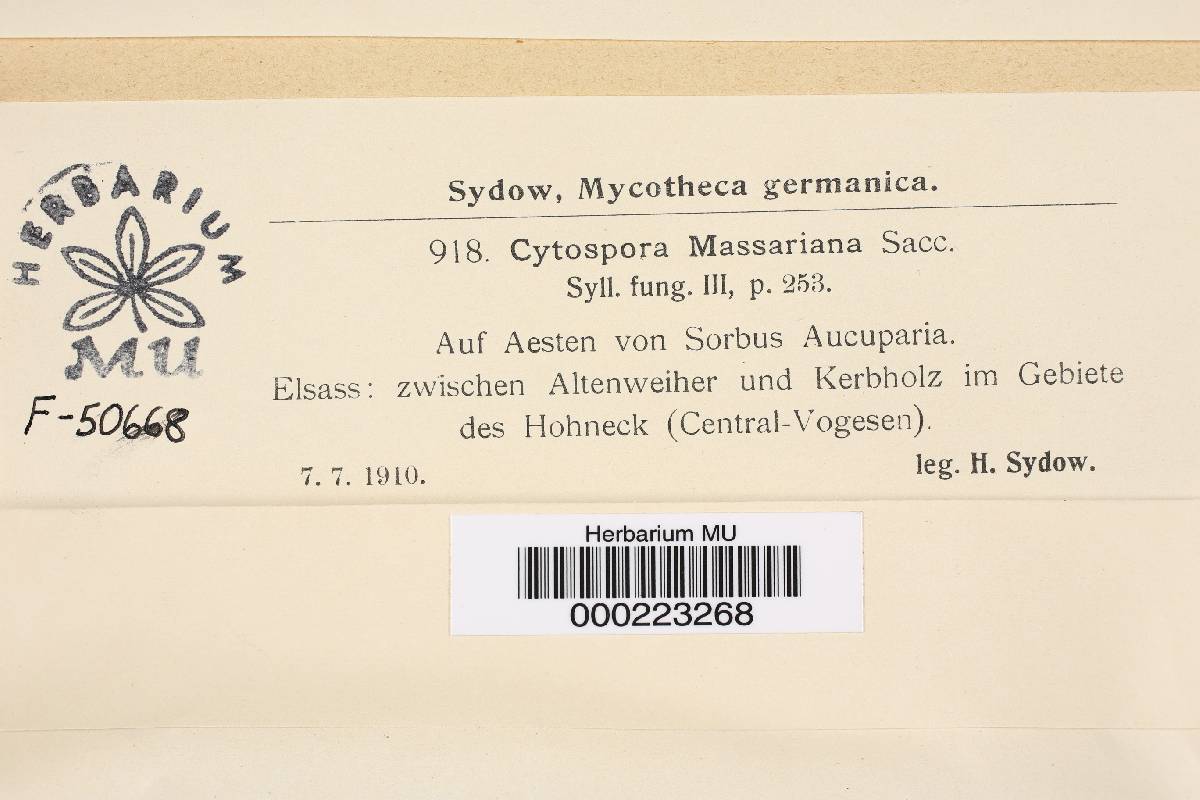 HERBARIUM
MU
F-50668
Sydow, Mycotheca germanica.
918. Cytospora Massariana Sacc.
Syll. fung. III, p. 253.
Auf Aesten von Sorbus Aucuparia.
Elsass: zwischen Altenweiher und Kerbholz im Gebiete
des Hohneck (Central-Vogesen).
7. 7. 1910.
leg. H. Sydow.
Herbarium MU
000223268